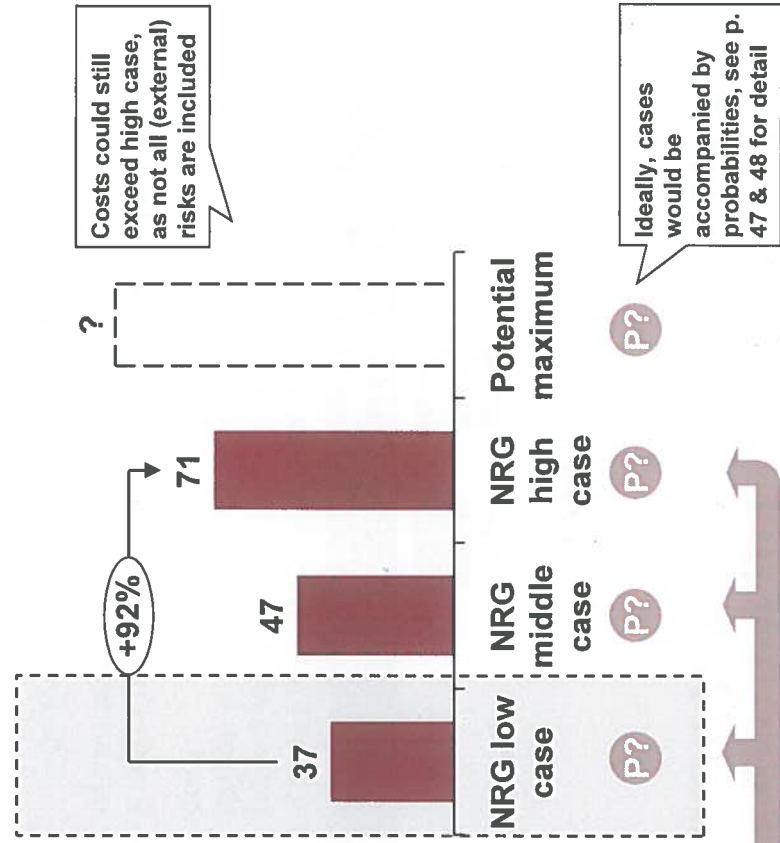 Costs could still
exceed high case,
as not all (external)
risks are included
?
+92%
71
47
37
NRG low
case
NRG
middle
case
NRG
high
case
Potential
maximum
P?
P?
P?
P?
Ideally, cases
would be
accompanied by
probabilities, see p.
47 & 48 for detail